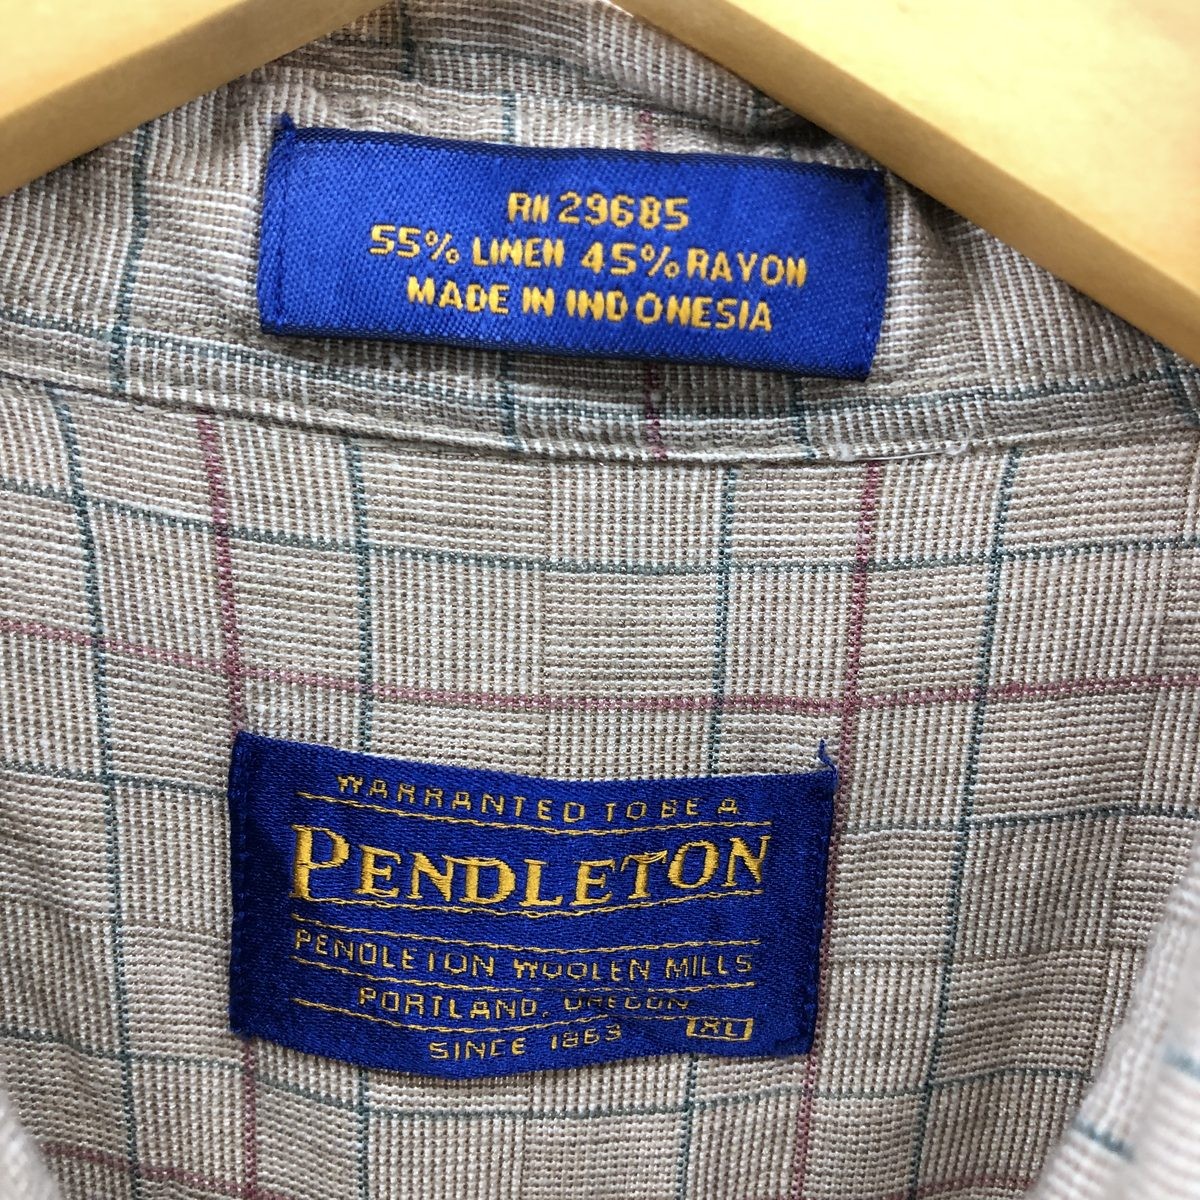 RN 29685
55% LINEN 45% RAYON
MADE IN INDONESIA
WARRANTED TO BE A
PENDLETON
PENDLETON WOOLEN MILLS
PORTLAND, OREGON
SINCE 1863 XL